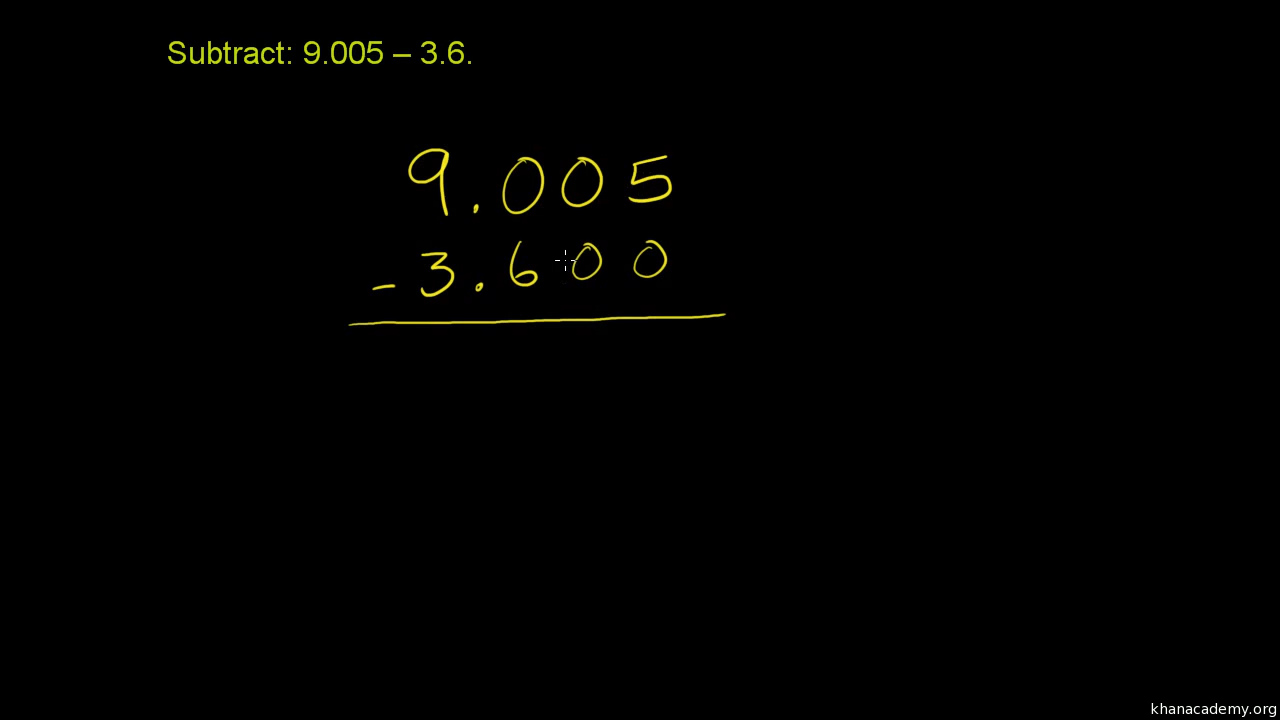 Subtract: 9.005 – 3.6.
9.005
- 3.600
khanacademy.org